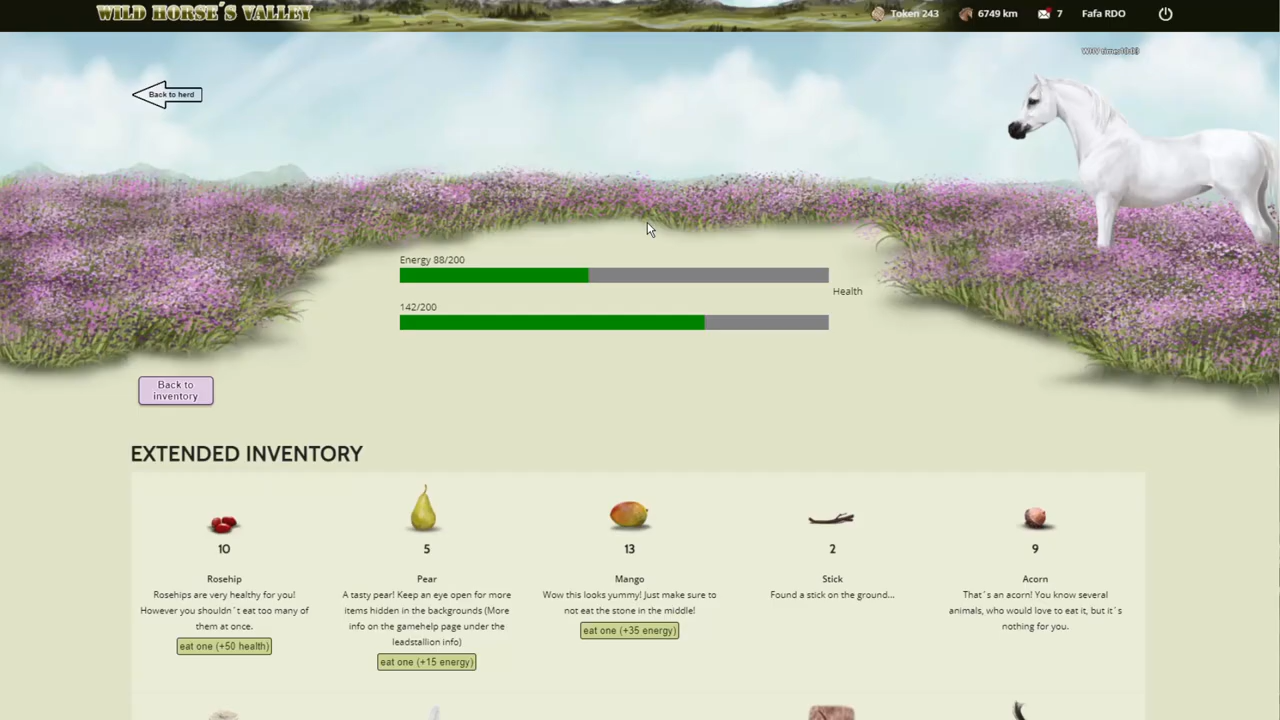 WILD HORSE'S VALLEY
Token 243
6749 km
7
Fafa RDO
Back to herd
Energy 88/200
Health
142/200
Back to
inventory
EXTENDED INVENTORY
10
5
13
2
9
Rosehip
Rosehips are very healthy for you!
However you shouldn´t eat too many of
them at once.
eat one (+50 health)
Pear
A tasty pear! Keep an eye open for more
items hidden in the backgrounds (More
info on the gamehelp page under the
leadstallion info)
eat one (+15 energy)
Mango
Wow this looks yummy! Just make sure to
not eat the stone in the middle!
eat one (+35 energy)
Stick
Found a stick on the ground...
Acorn
That´s an acorn! You know several
animals, who would love to eat it, but it´s
nothing for you.